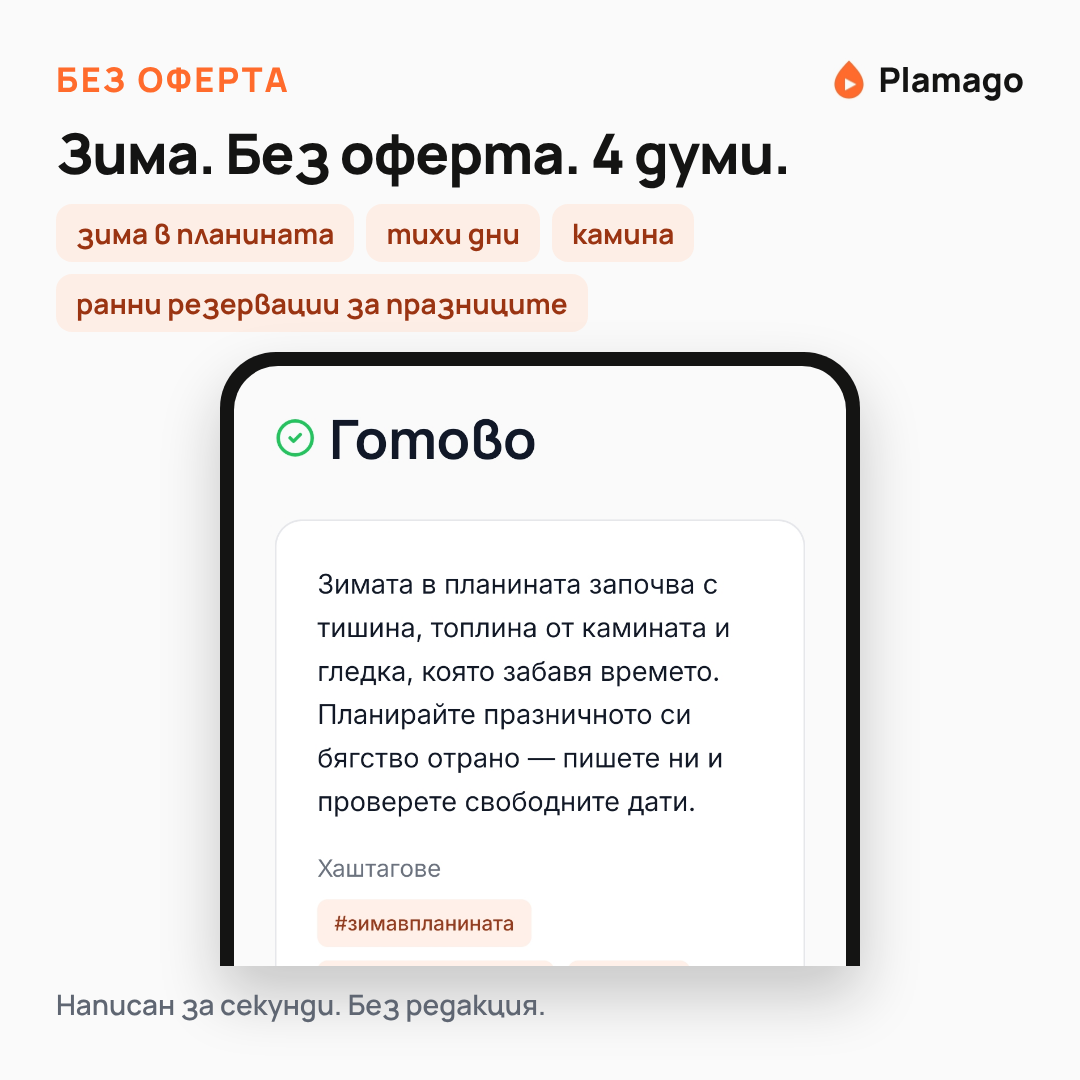 БЕЗ ОФЕРТА
Plamago
Зима. Без оферта. 4 думи.
зима в планината
тихи дни
камина
ранни резервации за празниците
Готово
Зимата в планината започва с
тишина, топлина от камината и
гледка, която забавя времето.
Планирайте празничното си
бягство отрано — пишете ни и
проверете свободните дати.
Хаштагове
#зимавпланината
Написан за секунди. Без редакция.